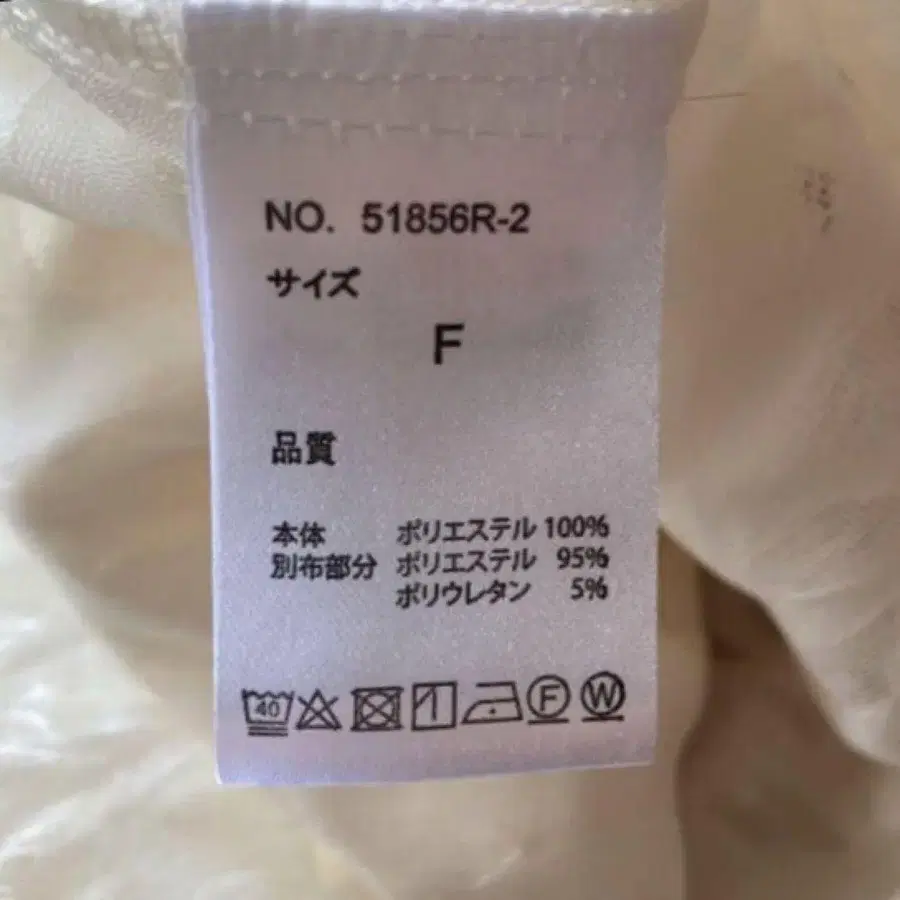 NO. 51856R-2
サイズ
F
品質
本体 ポリエステル 100%
別布部分 ポリエステル 95%
ポリウレタン 5%
40 F W